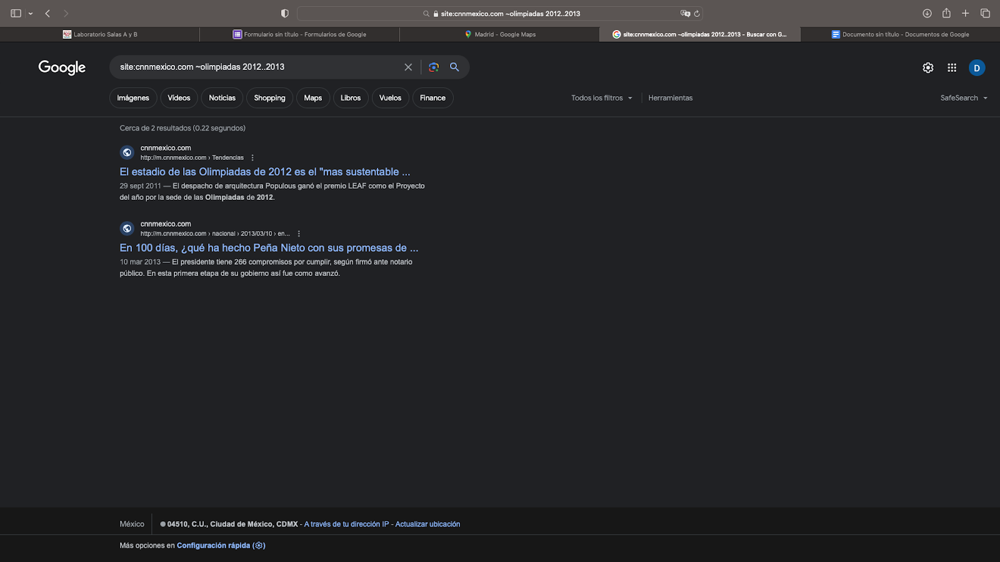 site:cnnmexico.com ~olimpiadas 2012..2013
Laboratorio Salas A y B
Formulario sin título - Formularios de Google
Madrid - Google Maps
site:cnnmexico.com ~olimpiadas 2012..2013 - Buscar con G...
Documento sin título - Documentos de Google
Google
site:cnnmexico.com ~olimpiadas 2012..2013
D
Imágenes
Vídeos
Noticias
Shopping
Maps
Libros
Vuelos
Finance
Todos los filtros
Herramientas
SafeSearch
Cerca de 2 resultados (0.22 segundos)
cnnmexico.com
http://m.cnnmexico.com › Tendencias
El estadio de las Olimpiadas de 2012 es el "mas sustentable ...
29 sept 2011 — El despacho de arquitectura Populous ganó el premio LEAF como el Proyecto
del año por la sede de las Olimpiadas de 2012.
cnnmexico.com
http://m.cnnmexico.com › nacional › 2013/03/10 › en...
En 100 días, ¿qué ha hecho Peña Nieto con sus promesas de ...
10 mar 2013 — El presidente tiene 266 compromisos por cumplir, según firmó ante notario
público. En esta primera etapa de su gobierno así fue como avanzó.
México
04510, C.U., Ciudad de México, CDMX - A través de tu dirección IP - Actualizar ubicación
Más opciones en Configuración rápida ( )